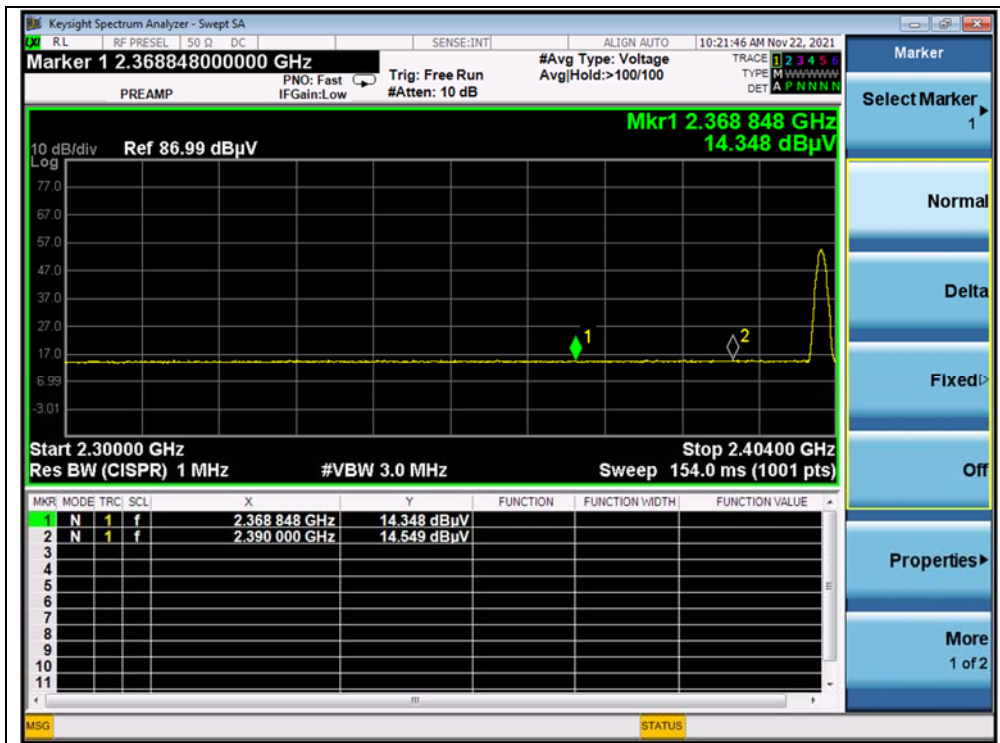 Keysight Spectrum Analyzer - Swept SA
LXI RL RF PRESEL 50 Ω DC SENSE:INT ALIGN AUTO 10:21:46 AM Nov 22, 2021
Marker 1 2.368848000000 GHz
PREAMP
PNO: Fast
IFGain:Low
Trig: Free Run
#Atten: 10 dB
#Avg Type: Voltage
Avg|Hold:>100/100
TRACE 1 2 3 4 5 6
TYPE M WWWWW
DET A P N N N N
Mkr1 2.368 848 GHz
14.348 dBµV
10 dB/div Ref 86.99 dBµV
Log
77.0
67.0
57.0
47.0
37.0
27.0
17.0
6.99
-3.01
1
2
Start 2.30000 GHz Stop 2.40400 GHz
Res BW (CISPR) 1 MHz #VBW 3.0 MHz Sweep 154.0 ms (1001 pts)
MKR MODE TRC SCL X Y FUNCTION FUNCTION WIDTH FUNCTION VALUE
1 N 1 f 2.368 848 GHz 14.348 dBµV
2 N 1 f 2.390 000 GHz 14.549 dBµV
3
4
5
6
7
8
9
10
11
MSG STATUS
Marker
Select Marker
1
Normal
Delta
Fixed
Off
Properties
More
1 of 2